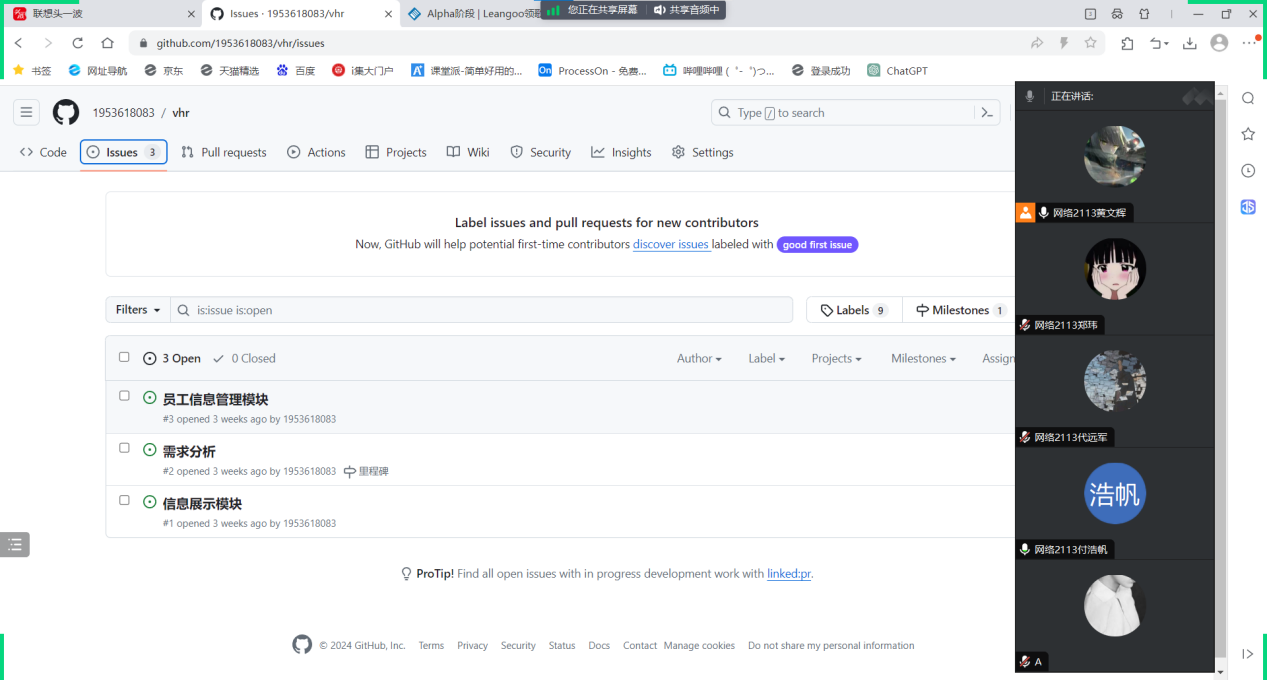 联想头一波
Issues · 1953618083/vhr
Alpha阶段 | Leangoo领
您正在共享屏幕
共享音频中
github.com/1953618083/vhr/issues
书签 网址导航 京东 天猫精选 百度 i集大门户 课堂派-简单好用的... ProcessOn - 免费... 哔哩哔哩 (゜-゜)つ... 登录成功 ChatGPT
1953618083 / vhr
Type / to search
Code Issues 3 Pull requests Actions Projects Wiki Security Insights Settings
Label issues and pull requests for new contributors
Now, GitHub will help potential first-time contributors discover issues labeled with good first issue
Filters is:issue is:open Labels 9 Milestones 1
3 Open 0 Closed Author Label Projects Milestones Assign
员工信息管理模块
#3 opened 3 weeks ago by 1953618083
需求分析
#2 opened 3 weeks ago by 1953618083 里程碑
信息展示模块
#1 opened 3 weeks ago by 1953618083
ProTip! Find all open issues with in progress development work with linked:pr.
© 2024 GitHub, Inc. Terms Privacy Security Status Docs Contact Manage cookies Do not share my personal information
正在讲话:
网络2113黄文辉
网络2113郑玮
网络2113代远军
浩帆
网络2113付浩帆
A